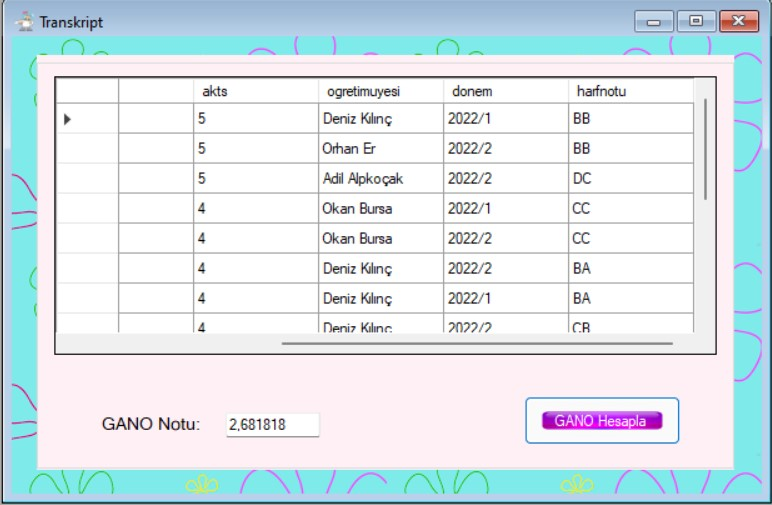 Transkript
akts ogretimuyesi donem harfnotu
5 Deniz Kılınç 2022/1 BB
5 Orhan Er 2022/2 BB
5 Adil Alpkoçak 2022/2 DC
4 Okan Bursa 2022/1 CC
4 Okan Bursa 2022/2 CC
4 Deniz Kılınç 2022/2 BA
4 Deniz Kılınç 2022/1 BA
4 Deniz Kılınç 2022/2 CB
GANO Notu: 2,681818
GANO Hesapla